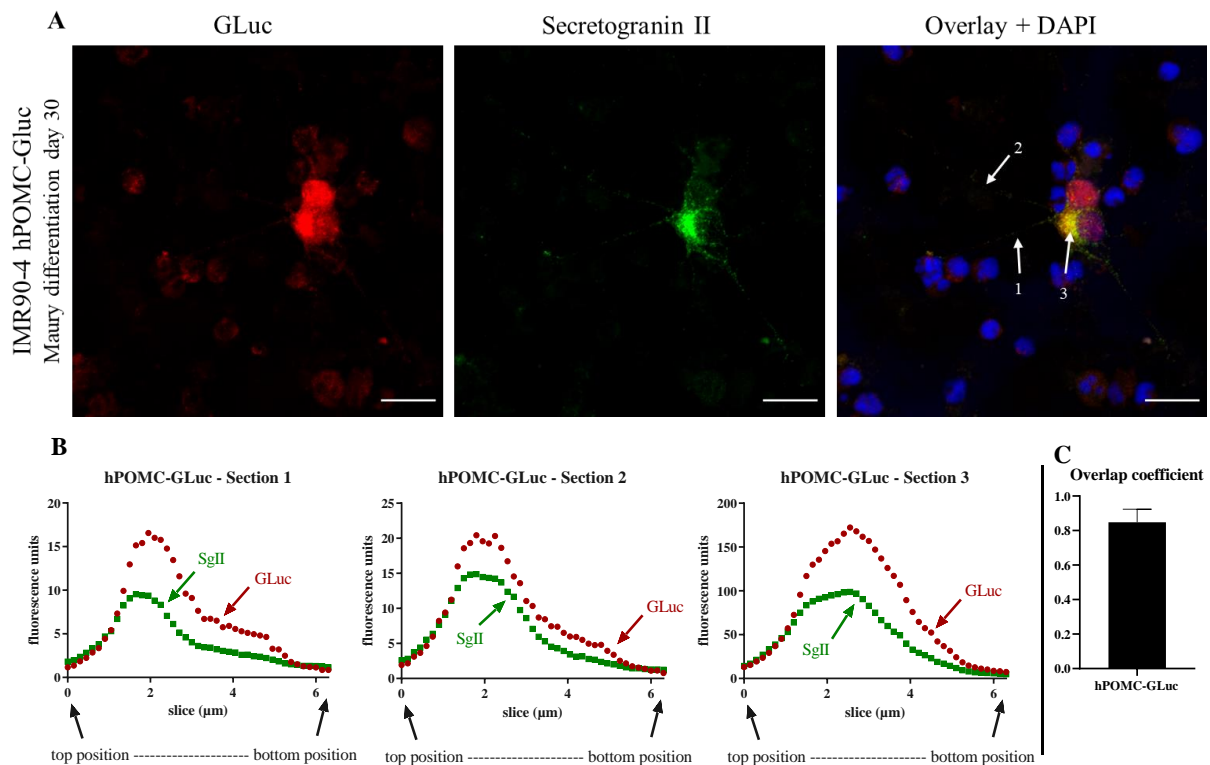 A
GLuc
Secretogranin II
Overlay + DAPI
IMR90-4 hPOMC-Gluc
Maury differentiation day 30
2
1
3
B
hPOMC-GLuc - Section 1
fluorescence units
20
15
10
5
0
SgII
GLuc
0
2
4
6
slice (µm)
top position --------------------- bottom position
hPOMC-GLuc - Section 2
fluorescence units
25
20
15
10
5
0
SgII
GLuc
0
2
4
6
slice (µm)
top position --------------------- bottom position
hPOMC-GLuc - Section 3
fluorescence units
200
150
100
50
0
SgII
GLuc
0
2
4
6
slice (µm)
top position --------------------- bottom position
C
Overlap coefficient
1.0
0.8
0.6
0.4
0.2
0.0
hPOMC-GLuc